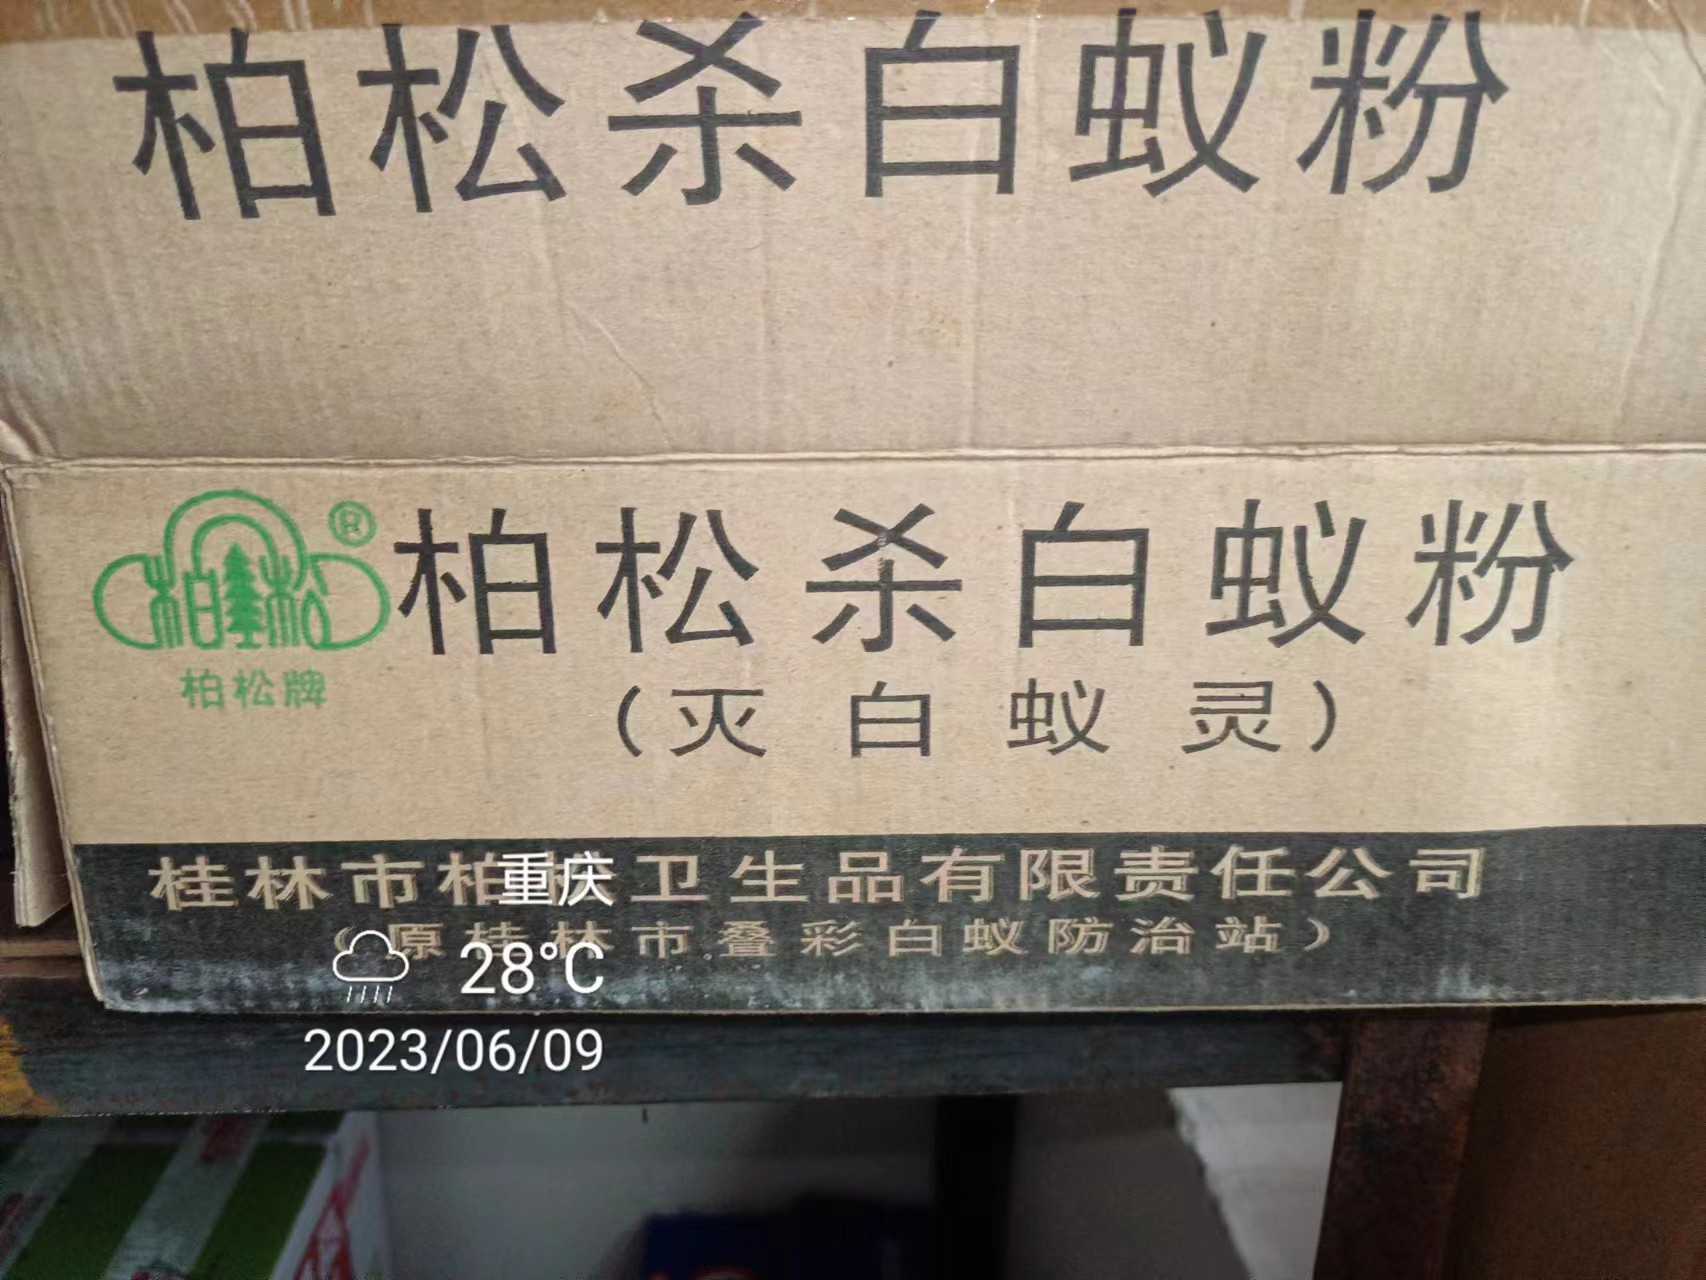 柏松杀白蚁粉
柏松
®
柏松牌
柏松杀白蚁粉
(灭白蚁灵)
桂林市柏 卫生品有限责任公司
(原桂林市叠彩白蚁防治站)
重庆
28°C
2023/06/09